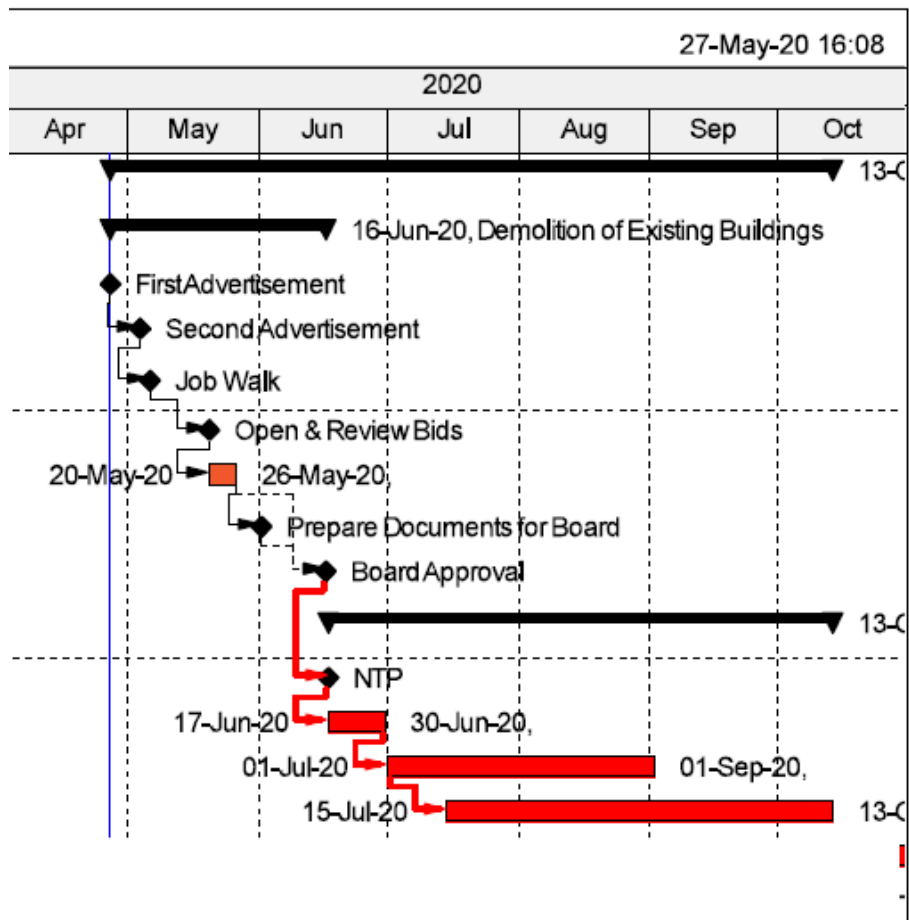 27-May-20 16:08
2020
Apr May Jun Jul Aug Sep Oct
16-Jun-20, Demolition of Existing Buildings
First Advertisement
Second Advertisement
Job Walk
Open & Review Bids
20-May-20 26-May-20,
Prepare Documents for Board
Board Approval
NTP
17-Jun-20 30-Jun-20,
01-Jul-20 01-Sep-20,
15-Jul-20